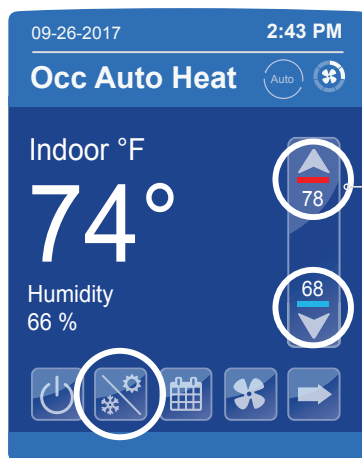 09-26-2017 2:43 PM
Occ Auto Heat Auto
Indoor °F
74°
78
Humidity
66 %
68